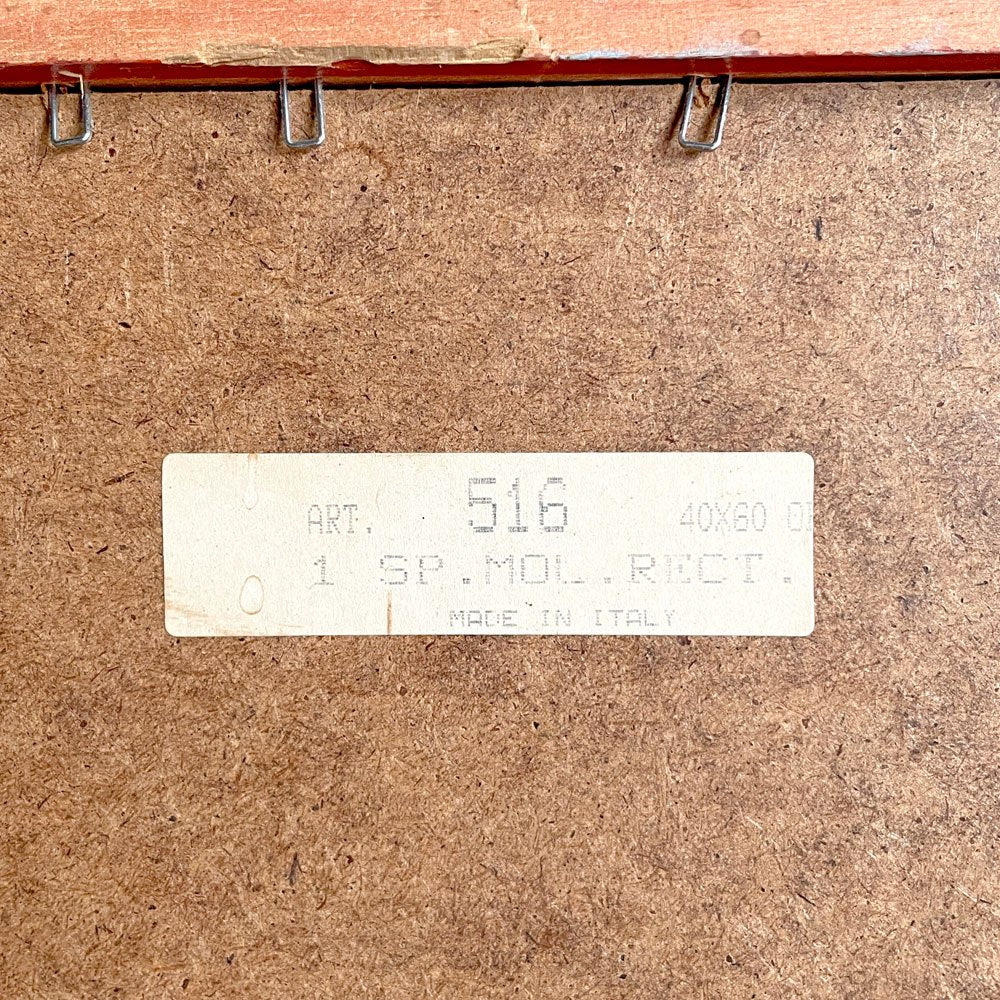 ART. 516 40X60
1 SP.MOL.RECT.
MADE IN ITALY